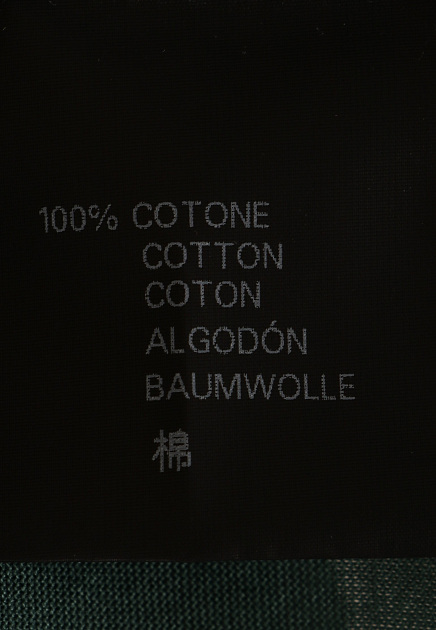 100% COTONE
COTTON
COTON
ALGODÓN
BAUMWOLLE
棉